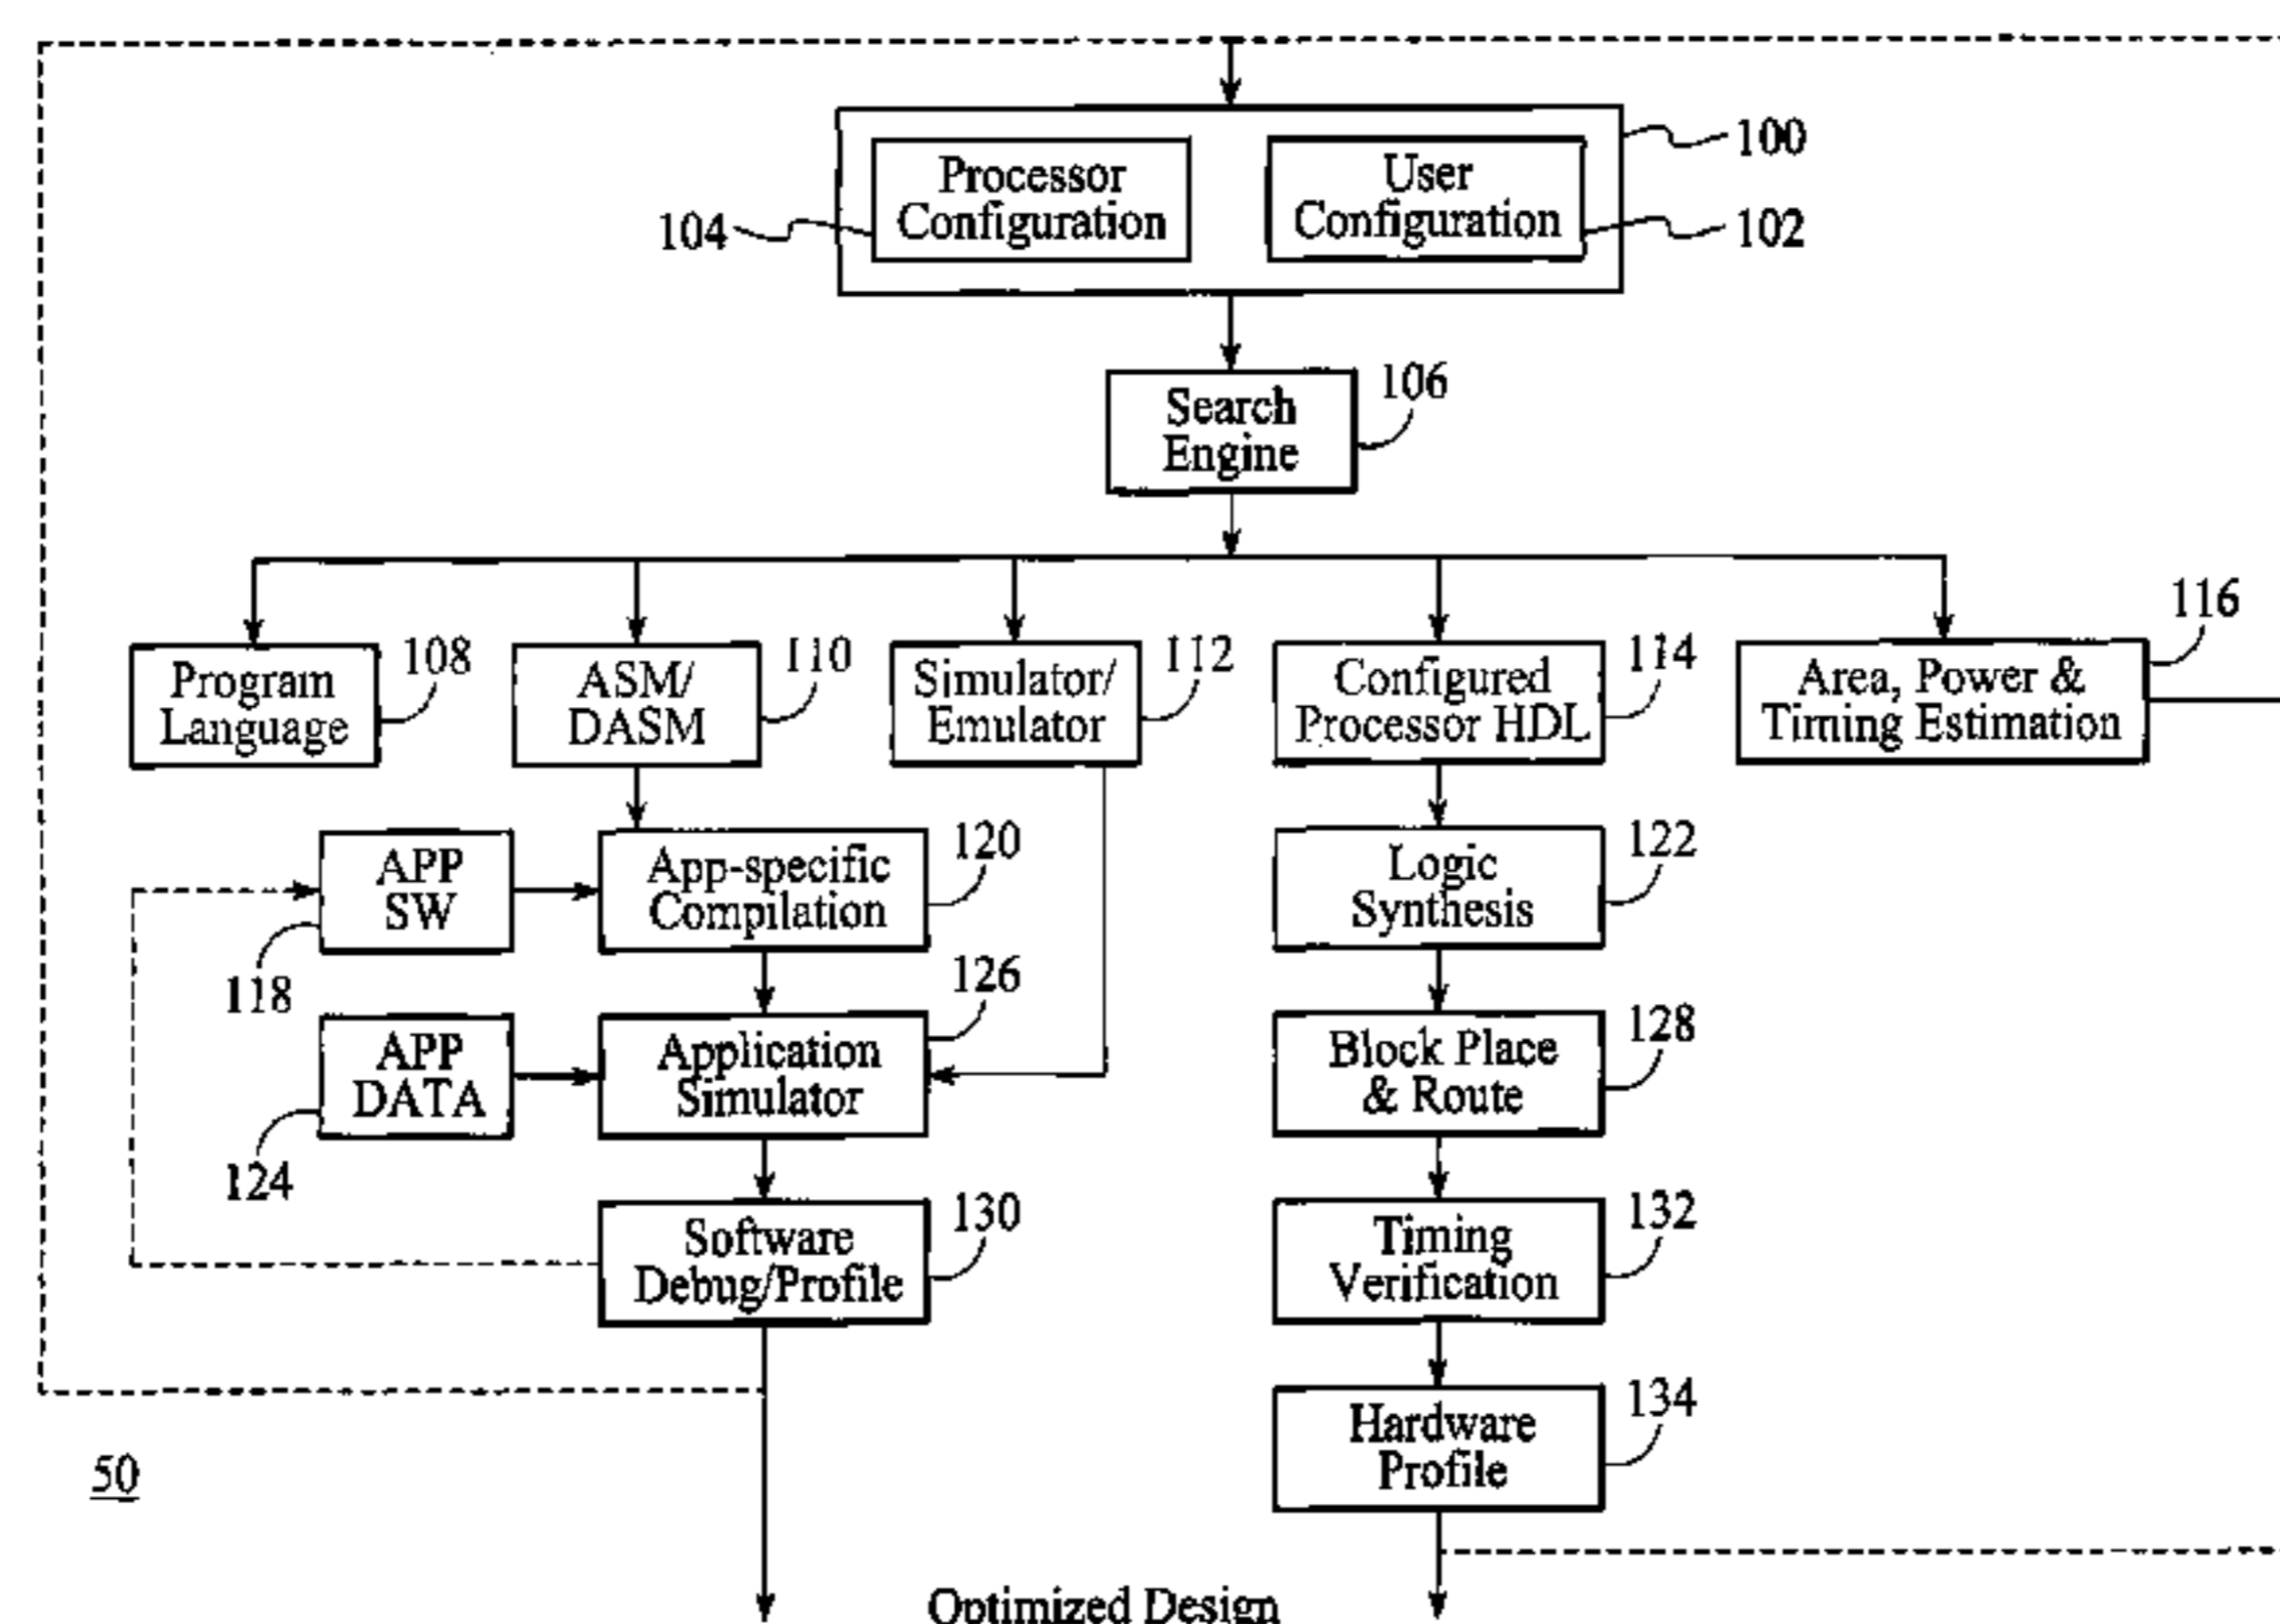 100
Processor
Configuration
User
Configuration
104
102
106
Search
Engine
116
108
110
112
114
Program
Language
ASM/
DASM
Simulator/
Emulator
Configured
Processor HDL
Area, Power &
Timing Estimation
120
122
APP
SW
App-specific
Compilation
Logic
Synthesis
118
126
128
APP
DATA
Application
Simulator
Block Place
& Route
124
130
132
Software
Debug/Profile
Timing
Verification
134
Hardware
Profile
50
Optimized Design